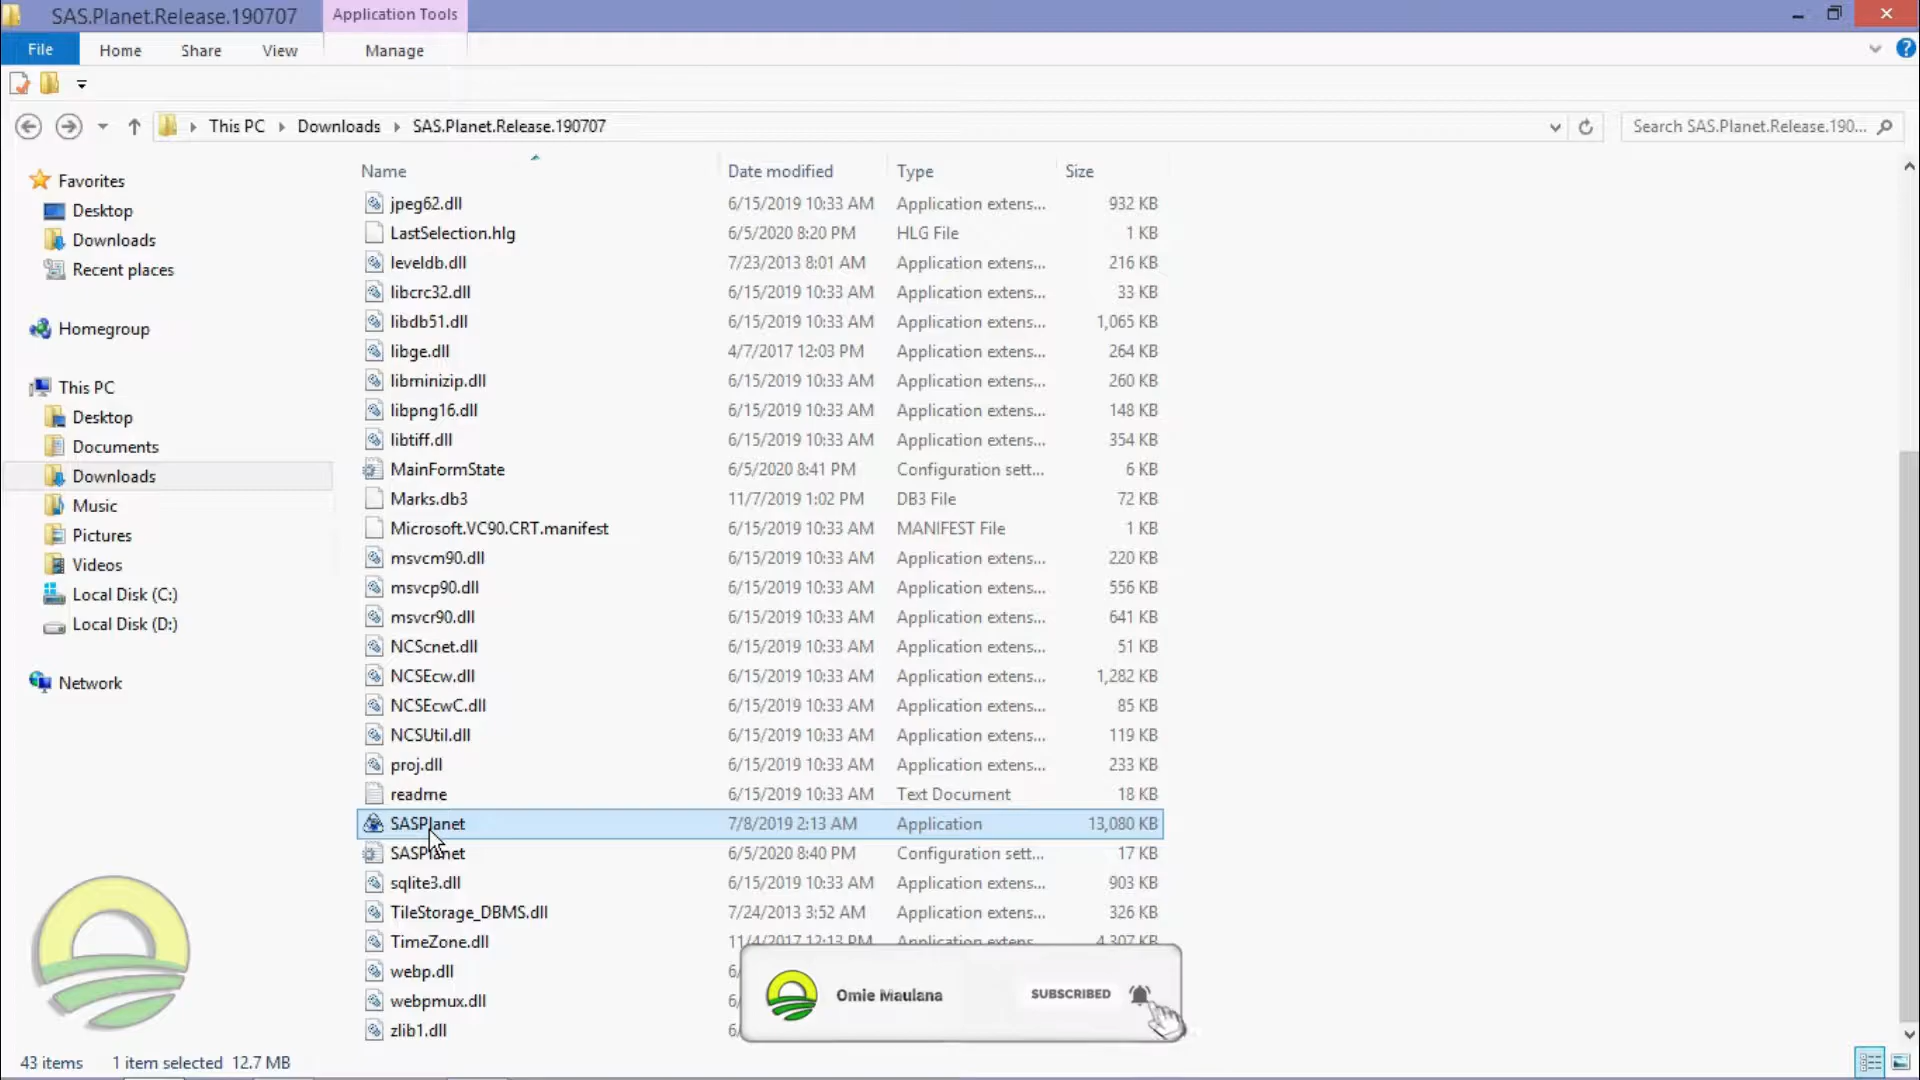 SAS.Planet.Release.190707
Application Tools
File
Home
Share
View
Manage
This PC
Downloads
SAS.Planet.Release.190707
Search SAS.Planet.Release.190...
Favorites
Desktop
Downloads
Recent places
Homegroup
This PC
Desktop
Documents
Downloads
Music
Pictures
Videos
Local Disk (C:)
Local Disk (D:)
Network
Name Date modified Type Size
jpeg62.dll 6/15/2019 10:33 AM Application extens... 932 KB
LastSelection.hlg 6/5/2020 8:20 PM HLG File 1 KB
leveldb.dll 7/23/2013 8:01 AM Application extens... 216 KB
libcrc32.dll 6/15/2019 10:33 AM Application extens... 33 KB
libdb51.dll 6/15/2019 10:33 AM Application extens... 1,065 KB
libge.dll 4/7/2017 12:03 PM Application extens... 264 KB
libminizip.dll 6/15/2019 10:33 AM Application extens... 260 KB
libpng16.dll 6/15/2019 10:33 AM Application extens... 148 KB
libtiff.dll 6/15/2019 10:33 AM Application extens... 354 KB
MainFormState 6/5/2020 8:41 PM Configuration sett... 6 KB
Marks.db3 11/7/2019 1:02 PM DB3 File 72 KB
Microsoft.VC90.CRT.manifest 6/15/2019 10:33 AM MANIFEST File 1 KB
msvcm90.dll 6/15/2019 10:33 AM Application extens... 220 KB
msvcp90.dll 6/15/2019 10:33 AM Application extens... 556 KB
msvcr90.dll 6/15/2019 10:33 AM Application extens... 641 KB
NCScnet.dll 6/15/2019 10:33 AM Application extens... 51 KB
NCSEcw.dll 6/15/2019 10:33 AM Application extens... 1,282 KB
NCSEcwC.dll 6/15/2019 10:33 AM Application extens... 85 KB
NCSUtil.dll 6/15/2019 10:33 AM Application extens... 119 KB
proj.dll 6/15/2019 10:33 AM Application extens... 233 KB
readme 6/15/2019 10:33 AM Text Document 18 KB
SASPlanet 7/8/2019 2:13 AM Application 13,080 KB
SASPlanet 6/5/2020 8:40 PM Configuration sett... 17 KB
sqlite3.dll 6/15/2019 10:33 AM Application extens... 903 KB
TileStorage_DBMS.dll 7/24/2013 3:52 AM Application extens... 326 KB
TimeZone.dll 11/4/2017 12:13 PM Application extens... 4,307 KB
webp.dll 6/
webpmux.dll 6/
zlib1.dll 6/
Omie Maulana
SUBSCRIBED
43 items 1 item selected 12.7 MB